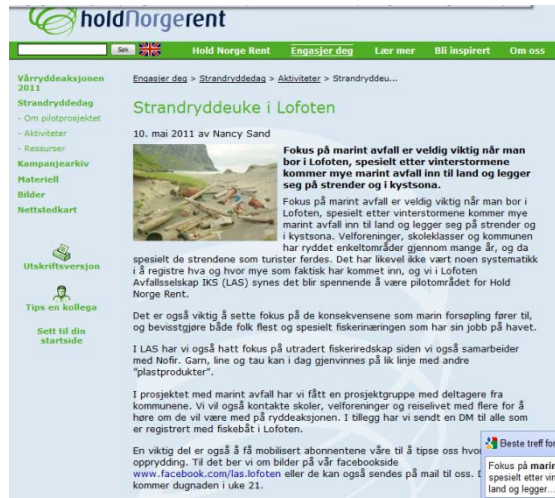 holdNorgerent
Søk
Hold Norge Rent Engasjer deg Lær mer Bli inspirert Om oss
Vårryddeaksjonen
2011
Strandryddedag
- Om pilotprosjektet
- Aktiviteter
- Ressurser
Kampanjearkiv
Materiell
Bilder
Nettstedkart
Utskriftsversjon
Tips en kollega
Sett til din
startside
Engasjer deg > Strandryddedag > Aktiviteter > Strandryddeu...
Strandryddeuke i Lofoten
10. mai 2011 av Nancy Sand
Fokus på marint avfall er veldig viktig når man
bor i Lofoten, spesielt etter vinterstormene
kommer mye marint avfall inn til land og legger
seg på strender og i kystsona.
Fokus på marint avfall er veldig viktig når man bor i
Lofoten, spesielt etter vinterstormene kommer mye
marint avfall inn til land og legger seg på strender og
i kystsona. Velforeninger, skoleklasser og kommunen
har ryddet enkeltområder gjennom mange år, og da
spesielt de strendene som turister ferdes. Det har likevel ikke vært noen systematikk
i å registre hva og hvor mye som faktisk har kommet inn, og vi i Lofoten
Avfallsselskap IKS (LAS) synes det blir spennende å være pilotområdet for Hold
Norge Rent.
Det er også viktig å sette fokus på de konsekvensene som marin forsøpling fører til,
og bevisstgjøre både folk flest og spesielt fiskerinæringen som har sin jobb på havet.
I LAS har vi også hatt fokus på utradert fiskeriredskap siden vi også samarbeider
med Nofir. Garn, line og tau kan i dag gjenvinnes på lik linje med andre
"plastprodukter".
I prosjektet med marint avfall har vi fått en prosjektgruppe med deltagere fra
kommunene. Vi vil også kontakte skoler, velforeninger og reiselivet med flere for å
høre om de vil være med på ryddeaksjonen. I tillegg har vi sendt en DM til alle som
er registrert med fiskebåt i Lofoten.
En viktig del er også å få mobilisert abonnentene våre til å tipse oss hvo
opprydding. Til det ber vi om bilder på vår facebookside
www.facebook.com/las.lofoten eller de kan også sendes på mail til oss. D
kommer dugnaden i uke 21.
Beste treff for
Fokus på marin
spesielt etter vi
land og legger...